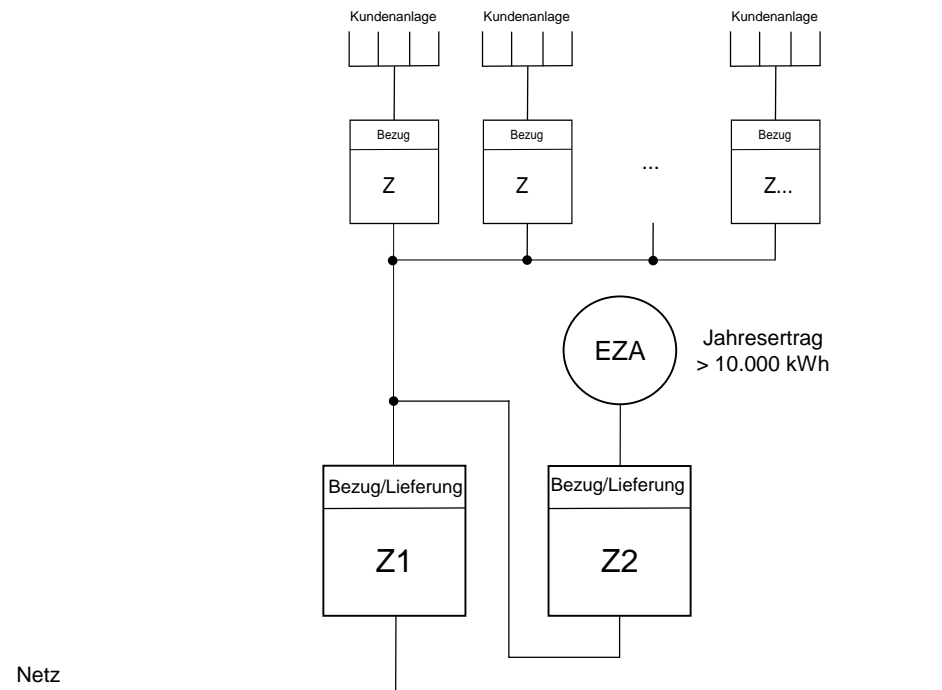 Kundenanlage Kundenanlage Kundenanlage
Bezug Bezug Bezug
Z Z ... Z...
EZA
Jahresertrag
> 10.000 kWh
Bezug/Lieferung Bezug/Lieferung
Z1 Z2
Netz